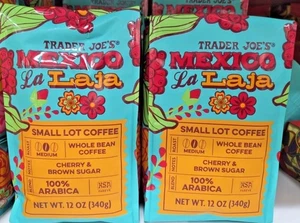 TRADER JOE'S®
MEXICO
La Laja
SMALL LOT COFFEE
MEDIUM
WHOLE BEAN
COFFEE
CHERRY &
BROWN SUGAR
100%
ARABICA
NET WT. 12 OZ (340g)
TRADER JOE'S®
MEXICO
La Laja
SMALL LOT COFFEE
MEDIUM
WHOLE BEAN
COFFEE
CHERRY &
BROWN SUGAR
100%
ARABICA
NET WT. 12 OZ (340g)